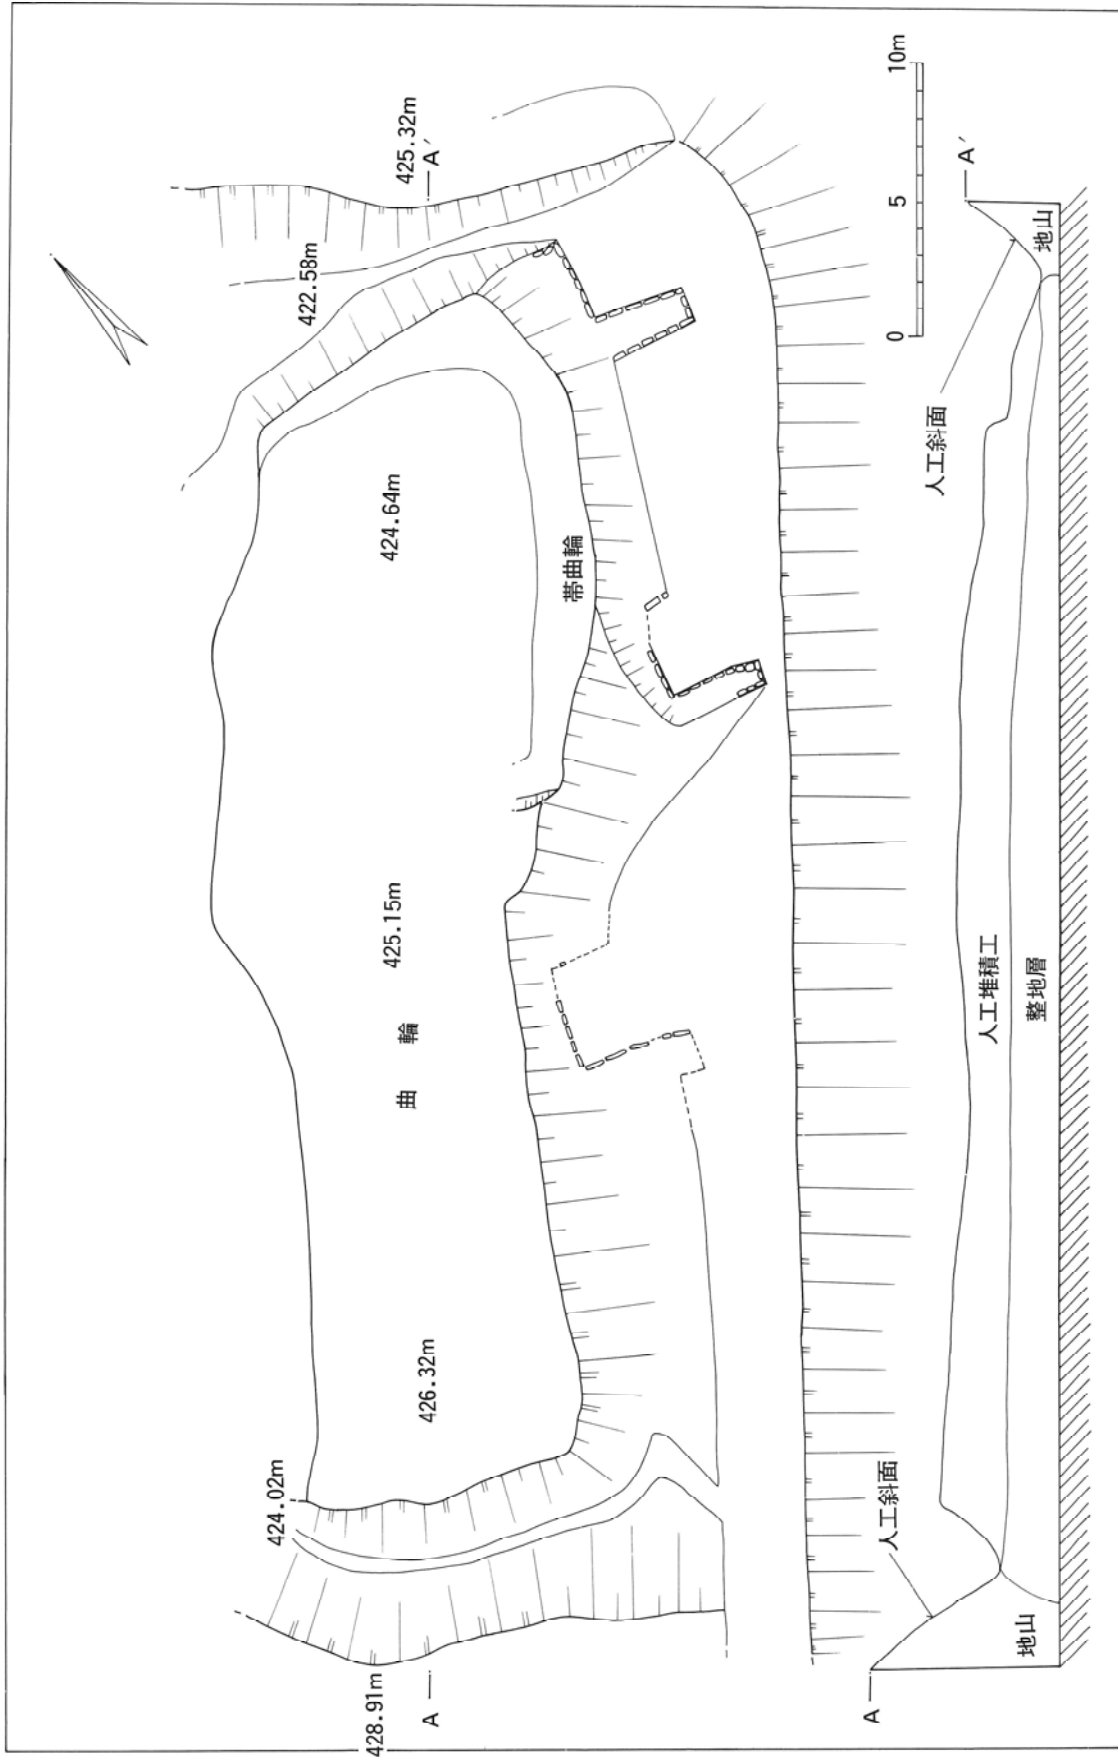 428.91m
A
424.02m
426.32m
曲輪
425.15m
424.64m
帯曲輪
422.58m
425.32m
A′
A
地山
人工斜面
人工堆積工
整地層
人工斜面
地山
A′
0 5 10m